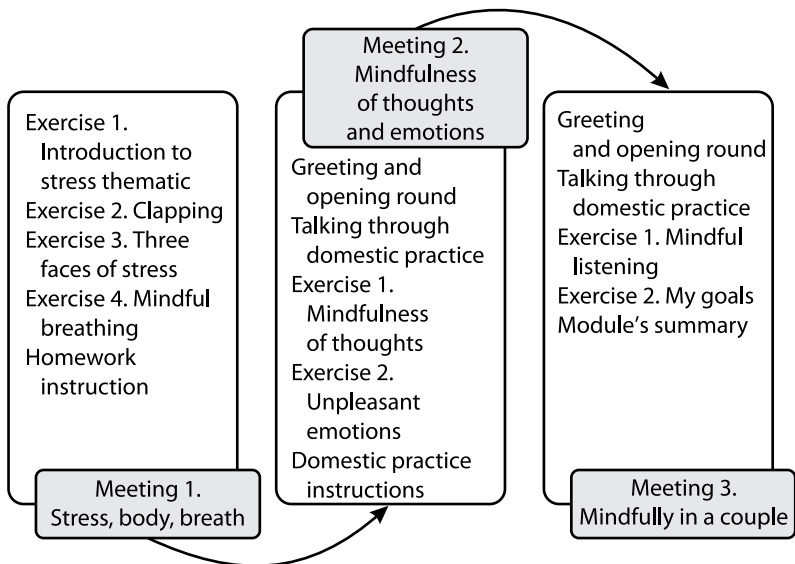 Exercise 1.
Introduction to
stress thematic
Exercise 2. Clapping
Exercise 3. Three
faces of stress
Exercise 4. Mindful
breathing
Homework
instruction
Meeting 1.
Stress, body, breath
Meeting 2.
Mindfulness
of thoughts
and emotions
Greeting and
opening round
Talking through
domestic practice
Exercise 1.
Mindfulness
of thoughts
Exercise 2.
Unpleasant
emotions
Domestic practice
instructions
Greeting
and opening round
Talking through
domestic practice
Exercise 1. Mindful
listening
Exercise 2. My goals
Module's summary
Meeting 3.
Mindfully in a couple